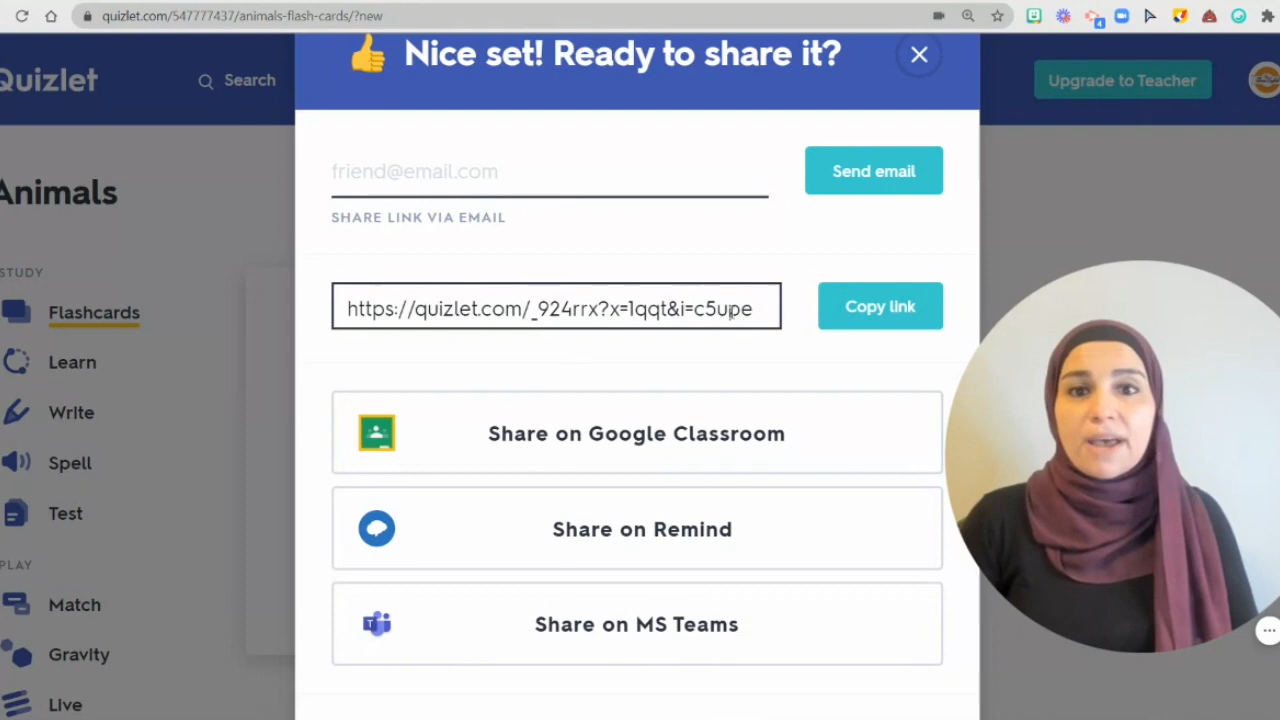 quizlet.com/547777437/animals-flash-cards/?new
4
Nice set! Ready to share it?
Quizlet
Search
Upgrade to Teacher
friend@email.com
Send email
SHARE LINK VIA EMAIL
Animals
STUDY
Flashcards
Learn
Write
Spell
Test
PLAY
Match
Gravity
Live
https://quizlet.com/_924rrx?x=1qqt&i=c5upe
Copy link
Share on Google Classroom
Share on Remind
T
Share on MS Teams